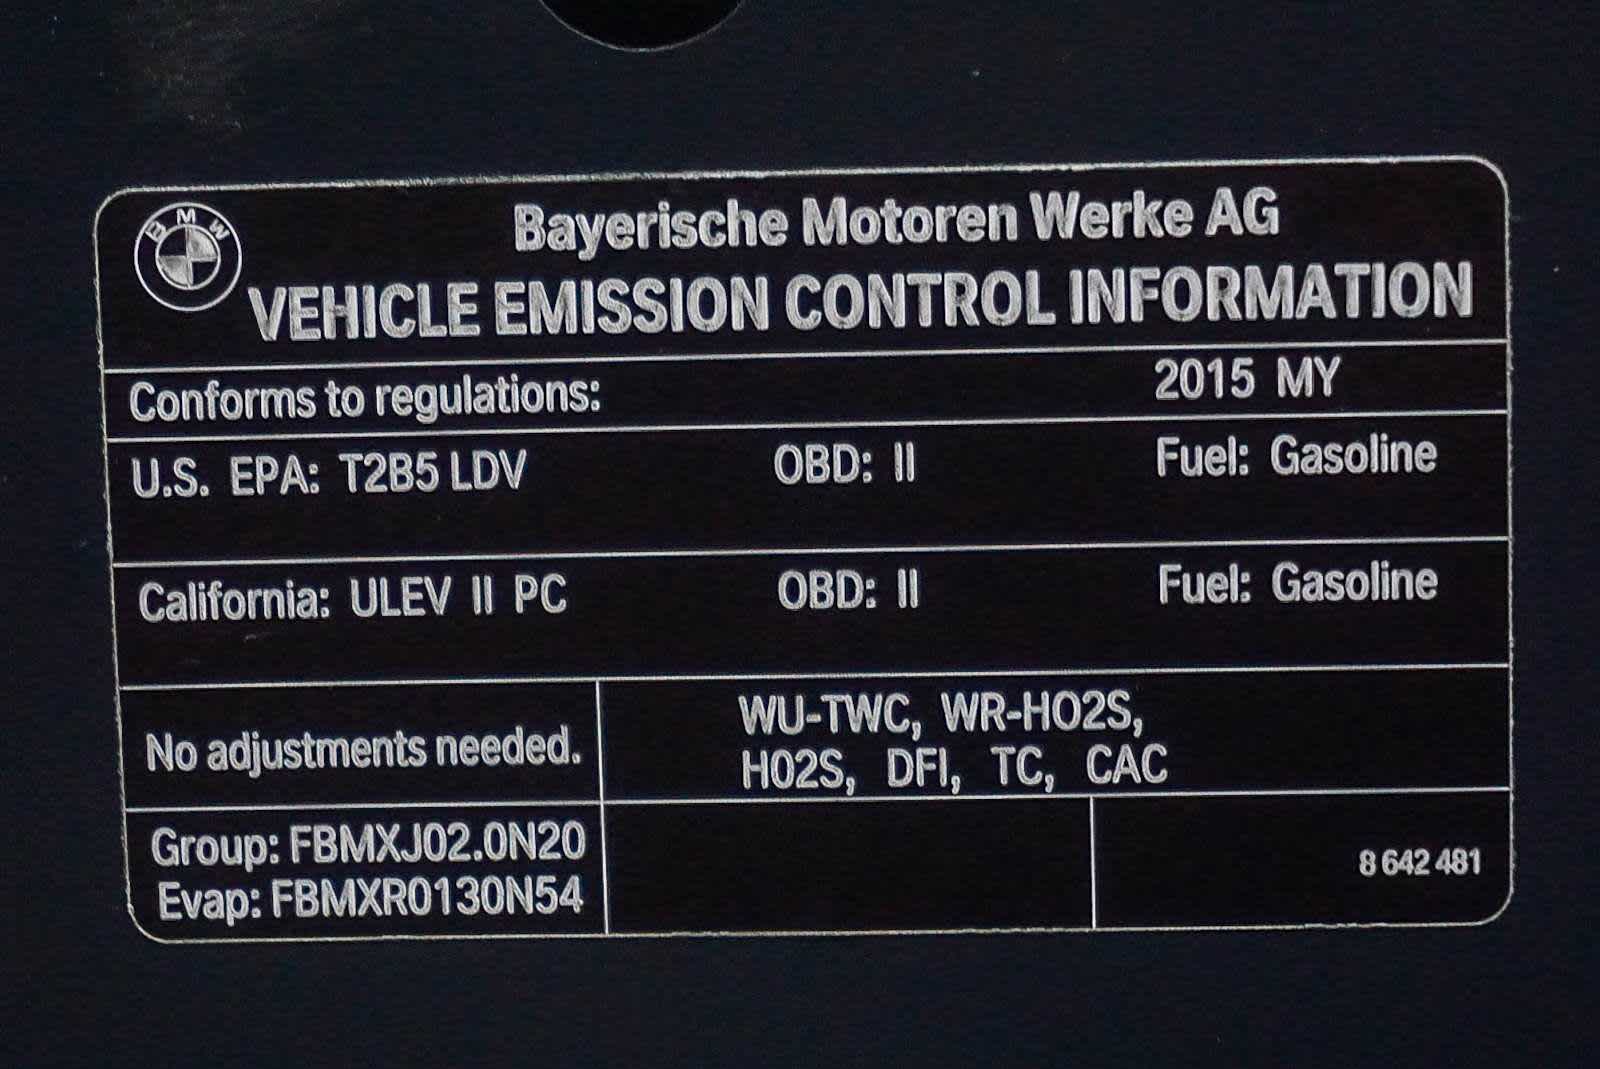 BMW
Bayerische Motoren Werke AG
VEHICLE EMISSION CONTROL INFORMATION
Conforms to regulations: 2015 MY
U.S. EPA: T2B5 LDV OBD: II Fuel: Gasoline
California: ULEV II PC OBD: II Fuel: Gasoline
No adjustments needed.
WU-TWC, WR-HO2S,
HO2S, DFI, TC, CAC
Group: FBMXJ02.0N20
Evap: FBMXR0130N54
8 642 481